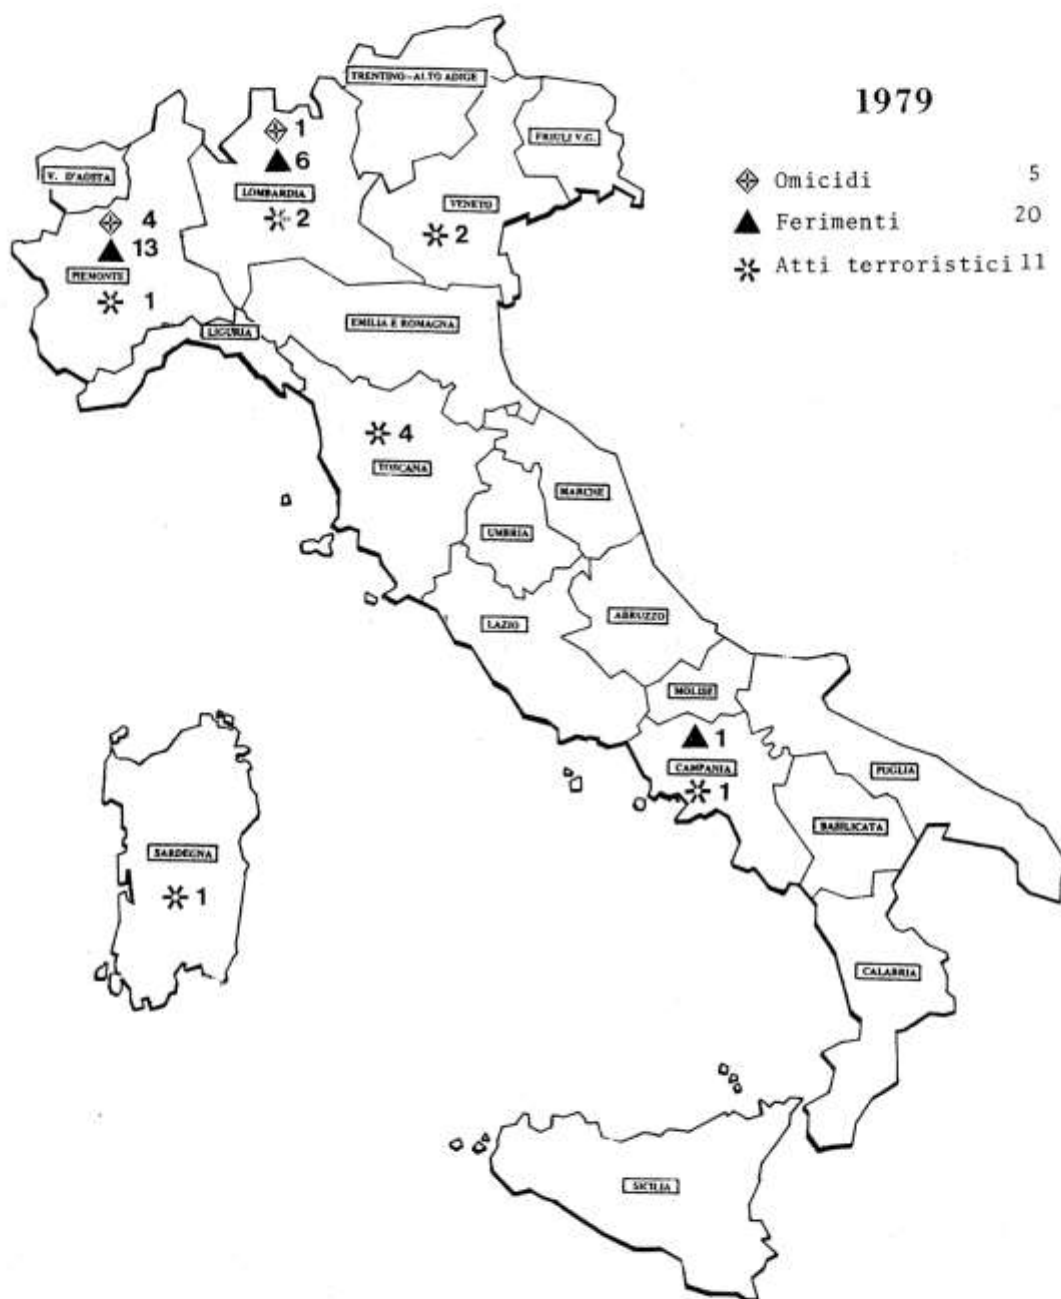 1979
Omicidi 5
Ferimenti 20
Atti terroristici 11
TRENTINO-ALTO ADIGE
FRIULI V.G.
V. D'AOSTA
1
6
LOMBARDIA
2
VENETO
2
4
13
PIEMONTE
1
LIGURIA
EMILIA E ROMAGNA
4
TOSCANA
MARCHE
UMBRIA
ABRUZZO
LAZIO
MOLISE
1
CAMPANIA
1
PUGLIA
BASILICATA
SARDEGNA
1
CALABRIA
SICILIA